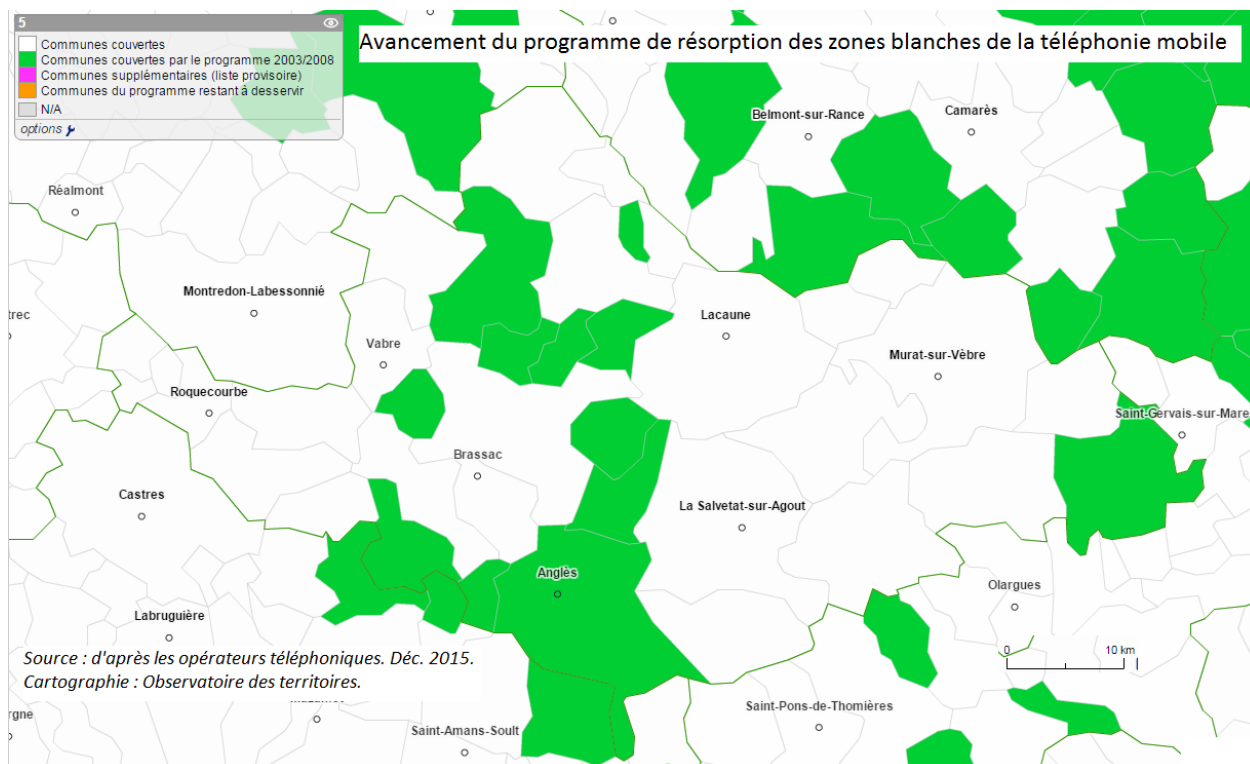 5
Avancement du programme de résorption des zones blanches de la téléphonie mobile
Communes couvertes
Communes couvertes par le programme 2003/2008
Communes supplémentaires (liste provisoire)
Communes du programme restant à desservir
N/A
options
Belmont-sur-Rance
Camarès
Réalmont
Montredon-Labessonnié
trec
Lacaune
Vabre
Murat-sur-Vèbre
Roquecourbe
Saint-Gervais-sur-Mare
Brassac
Castres
La Salvetat-sur-Agout
Anglès
Olargues
Labruguière
Source : d'après les opérateurs téléphoniques. Déc. 2015.
Cartographie : Observatoire des territoires.
0 10 km
rgne
Saint-Pons-de-Thomières
Saint-Amans-Soult